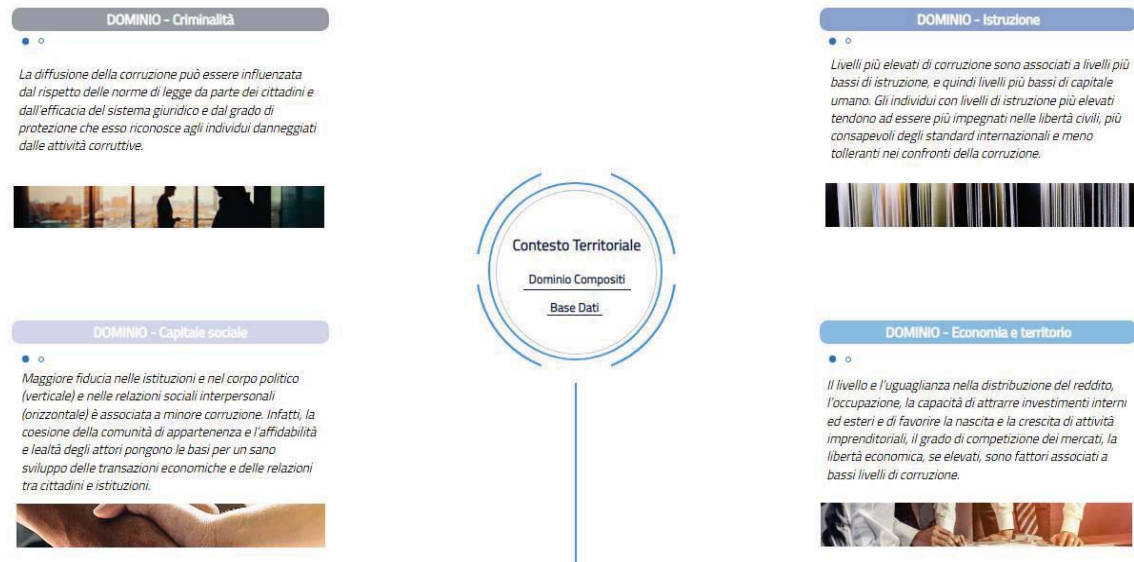 DOMINIO - Criminalità
La diffusione della corruzione può essere influenzata
dal rispetto delle norme di legge da parte dei cittadini e
dall'efficacia del sistema giuridico e dal grado di
protezione che esso riconosce agli individui danneggiati
dalle attività corruttive.
DOMINIO - Istruzione
Livelli più elevati di corruzione sono associati a livelli più
bassi di istruzione, e quindi livelli più bassi di capitale
umano. Gli individui con livelli di istruzione più elevati
tendono ad essere più impegnati nelle libertà civili, più
consapevoli degli standard internazionali e meno
tolleranti nei confronti della corruzione.
Contesto Territoriale
Dominio Compositi
Base Dati
DOMINIO - Capitale sociale
Maggiore fiducia nelle istituzioni e nel corpo politico
(verticale) e nelle relazioni sociali interpersonali
(orizzontale) è associata a minore corruzione. Infatti, la
coesione della comunità di appartenenza e l'affidabilità
e lealtà degli attori pongono le basi per un sano
sviluppo delle transazioni economiche e delle relazioni
tra cittadini e istituzioni.
DOMINIO - Economia e territorio
Il livello e l'uguaglianza nella distribuzione del reddito,
l'occupazione, la capacità di attrarre investimenti interni
ed esteri e di favorire la nascita e la crescita di attività
imprenditoriali, il grado di competizione dei mercati, la
libertà economica, se elevati, sono fattori associati a
bassi livelli di corruzione.